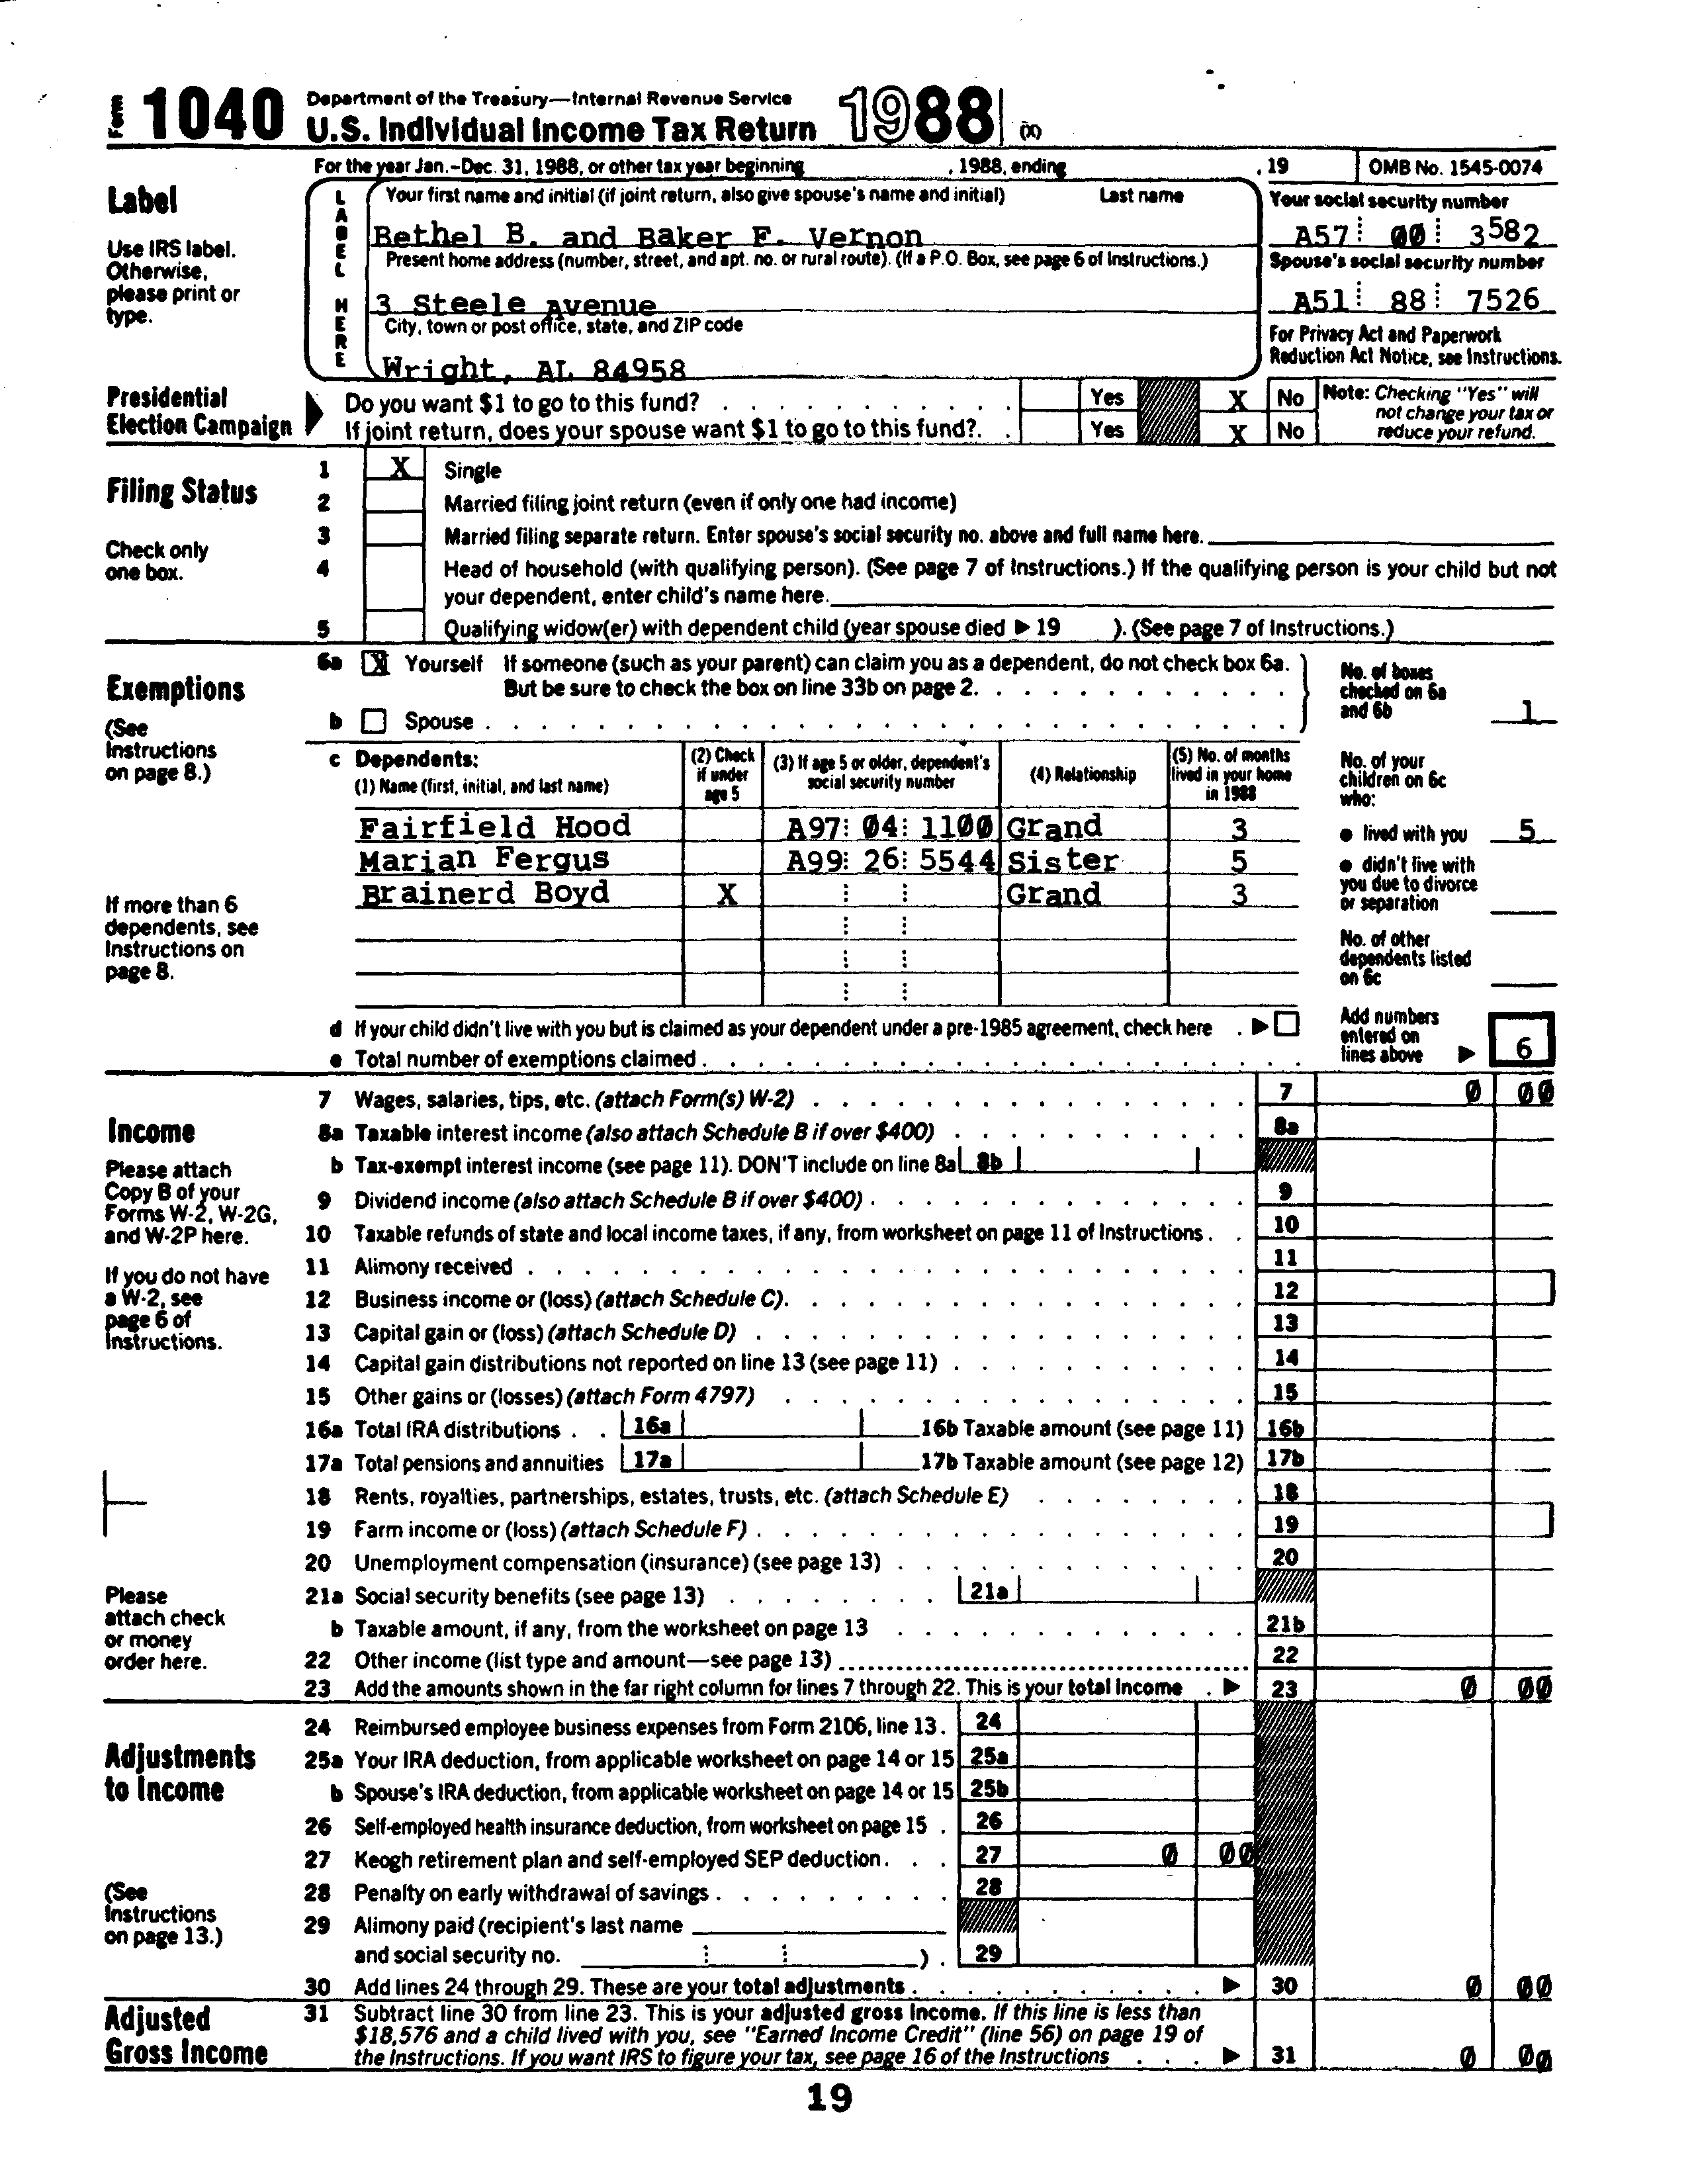 Form 1040 Department of the Treasury—Internal Revenue Service
U.S. Individual Income Tax Return 1988 (X)
For the year Jan.-Dec. 31, 1988, or other tax year beginning , 1988, ending , 19 OMB No. 1545-0074
Label
Use IRS label.
Otherwise,
please print or
type.
LABEL HERE
Your first name and initial (if joint return, also give spouse's name and initial) Last name
Bethel B. and Baker F. Vernon
Your social security number
A57 00 3582
Present home address (number, street, and apt. no. or rural route). (If a P.O. Box, see page 6 of Instructions.)
3 Steele Avenue
Spouse's social security number
A51 88 7526
City, town or post office, state, and ZIP code
Wright, AL 84958
For Privacy Act and Paperwork
Reduction Act Notice, see Instructions.
Presidential
Election Campaign
Do you want $1 to go to this fund? Yes X No
If joint return, does your spouse want $1 to go to this fund?. Yes X No
Note: Checking "Yes" will
not change your tax or
reduce your refund.
Filing Status
Check only
one box.
1 X Single
2 Married filing joint return (even if only one had income)
3 Married filing separate return. Enter spouse's social security no. above and full name here.
4 Head of household (with qualifying person). (See page 7 of Instructions.) If the qualifying person is your child but not
your dependent, enter child's name here.
5 Qualifying widow(er) with dependent child (year spouse died ▶ 19 ). (See page 7 of Instructions.)
Exemptions
(See
Instructions
on page 8.)
If more than 6
dependents, see
Instructions on
page 8.
6a X Yourself If someone (such as your parent) can claim you as a dependent, do not check box 6a.
But be sure to check the box on line 33b on page 2.
b Spouse
No. of boxes
checked on 6a
and 6b 1
c Dependents:
(1) Name (first, initial, and last name)
(2) Check
if under
age 5
(3) If age 5 or older, dependent's
social security number
(4) Relationship
(5) No. of months
lived in your home
in 1988
Fairfield Hood A97 04 1100 Grand 3
Marian Fergus A99 26 5544 Sister 5
Brainerd Boyd X Grand 3
No. of your
children on 6c
who:
● lived with you 5
● didn't live with
you due to divorce
or separation
No. of other
dependents listed
on 6c
d If your child didn't live with you but is claimed as your dependent under a pre-1985 agreement, check here ▶
e Total number of exemptions claimed
Add numbers
entered on
lines above ▶ 6
Income
Please attach
Copy B of your
Forms W-2, W-2G,
and W-2P here.
If you do not have
a W-2, see
page 6 of
Instructions.
Please
attach check
or money
order here.
7 Wages, salaries, tips, etc. (attach Form(s) W-2) 7 0 00
8a Taxable interest income (also attach Schedule B if over $400) 8a
b Tax-exempt interest income (see page 11). DON'T include on line 8a 8b
9 Dividend income (also attach Schedule B if over $400) 9
10 Taxable refunds of state and local income taxes, if any, from worksheet on page 11 of Instructions 10
11 Alimony received 11
12 Business income or (loss) (attach Schedule C) 12
13 Capital gain or (loss) (attach Schedule D) 13
14 Capital gain distributions not reported on line 13 (see page 11) 14
15 Other gains or (losses) (attach Form 4797) 15
16a Total IRA distributions 16a 16b Taxable amount (see page 11) 16b
17a Total pensions and annuities 17a 17b Taxable amount (see page 12) 17b
18 Rents, royalties, partnerships, estates, trusts, etc. (attach Schedule E) 18
19 Farm income or (loss) (attach Schedule F) 19
20 Unemployment compensation (insurance) (see page 13) 20
21a Social security benefits (see page 13) 21a
b Taxable amount, if any, from the worksheet on page 13 21b
22 Other income (list type and amount—see page 13) 22
23 Add the amounts shown in the far right column for lines 7 through 22. This is your total income ▶ 23 0 00
Adjustments
to Income
(See
Instructions
on page 13.)
24 Reimbursed employee business expenses from Form 2106, line 13. 24
25a Your IRA deduction, from applicable worksheet on page 14 or 15 25a
b Spouse's IRA deduction, from applicable worksheet on page 14 or 15 25b
26 Self-employed health insurance deduction, from worksheet on page 15 26
27 Keogh retirement plan and self-employed SEP deduction 27 0 00
28 Penalty on early withdrawal of savings 28
29 Alimony paid (recipient's last name
and social security no. ) . 29
30 Add lines 24 through 29. These are your total adjustments ▶ 30 0 00
Adjusted
Gross Income
31 Subtract line 30 from line 23. This is your adjusted gross income. If this line is less than
$18,576 and a child lived with you, see "Earned Income Credit" (line 56) on page 19 of
the Instructions. If you want IRS to figure your tax, see page 16 of the Instructions ▶ 31 0 00
19